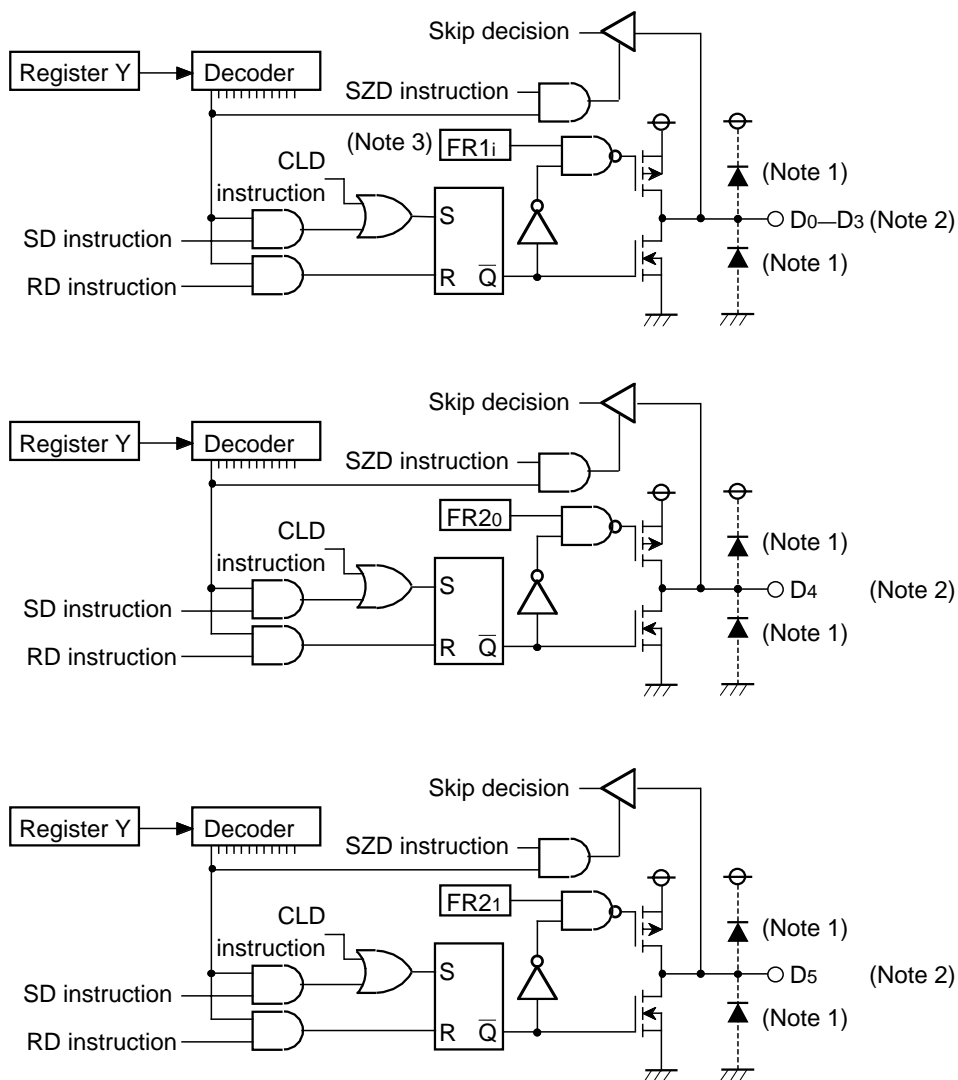 Skip decision
Register Y
Decoder
SZD instruction
(Note 3)
FR1i
CLD
instruction
(Note 1)
S
D0—D3 (Note 2)
SD instruction
(Note 1)
R Q̅
RD instruction
Skip decision
Register Y
Decoder
SZD instruction
FR20
CLD
instruction
(Note 1)
S
D4 (Note 2)
SD instruction
(Note 1)
R Q̅
RD instruction
Skip decision
Register Y
Decoder
SZD instruction
FR21
CLD
instruction
(Note 1)
S
D5 (Note 2)
SD instruction
(Note 1)
R Q̅
RD instruction